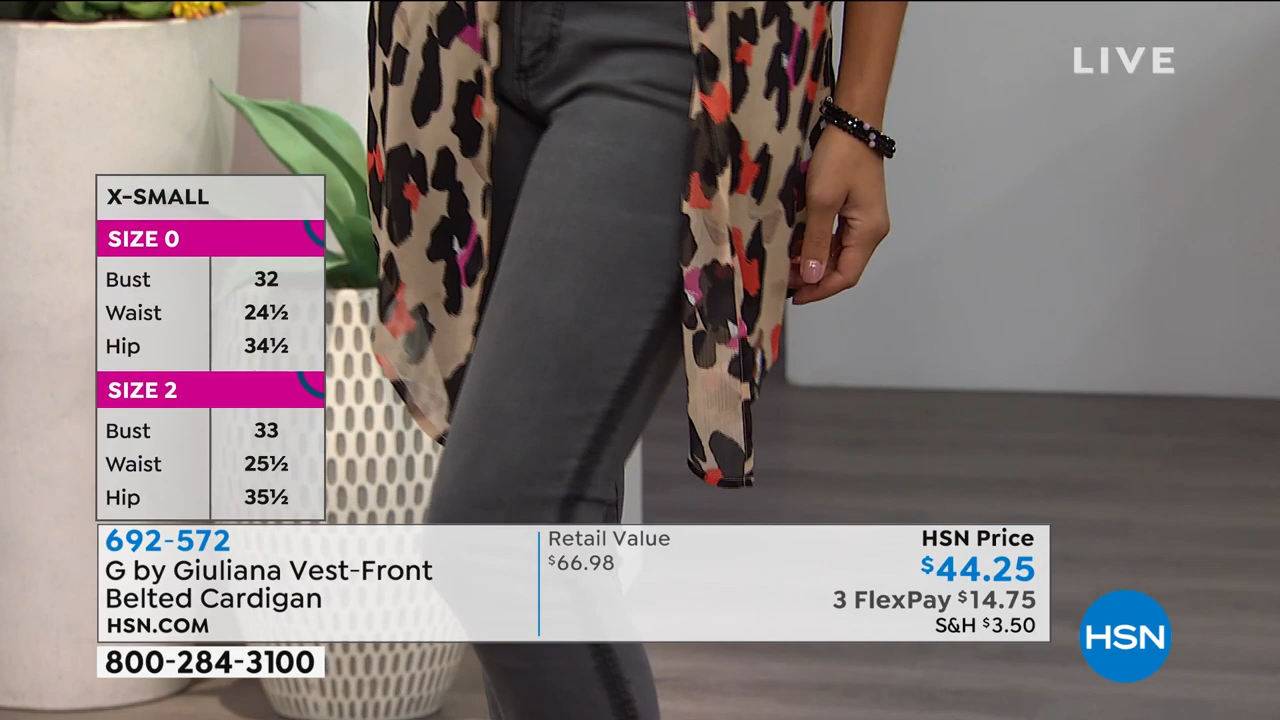 LIVE
X-SMALL
SIZE 0
Bust 32
Waist 24½
Hip 34½
SIZE 2
Bust 33
Waist 25½
Hip 35½
692-572
G by Giuliana Vest-Front
Belted Cardigan
HSN.COM
Retail Value
$66.98
HSN Price
$44.25
3 FlexPay $14.75
S&H $3.50
800-284-3100
HSN